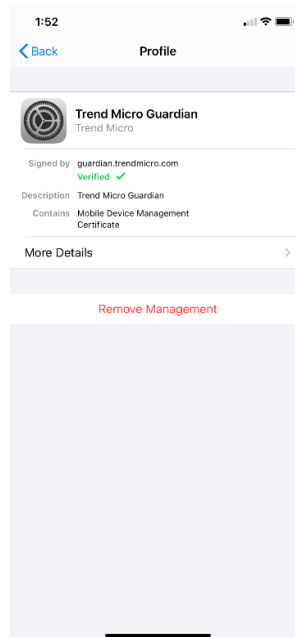 1:52
Back Profile
Trend Micro Guardian
Trend Micro
Signed by guardian.trendmicro.com
Verified
Description Trend Micro Guardian
Contains Mobile Device Management
Certificate
More Details
Remove Management